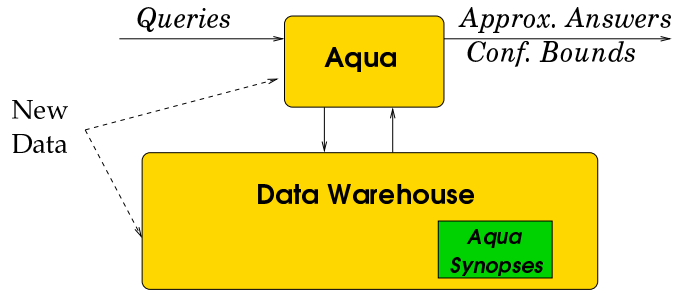 Queries
Approx. Answers
Conf. Bounds
Aqua
New
Data
Data Warehouse
Aqua
Synopses